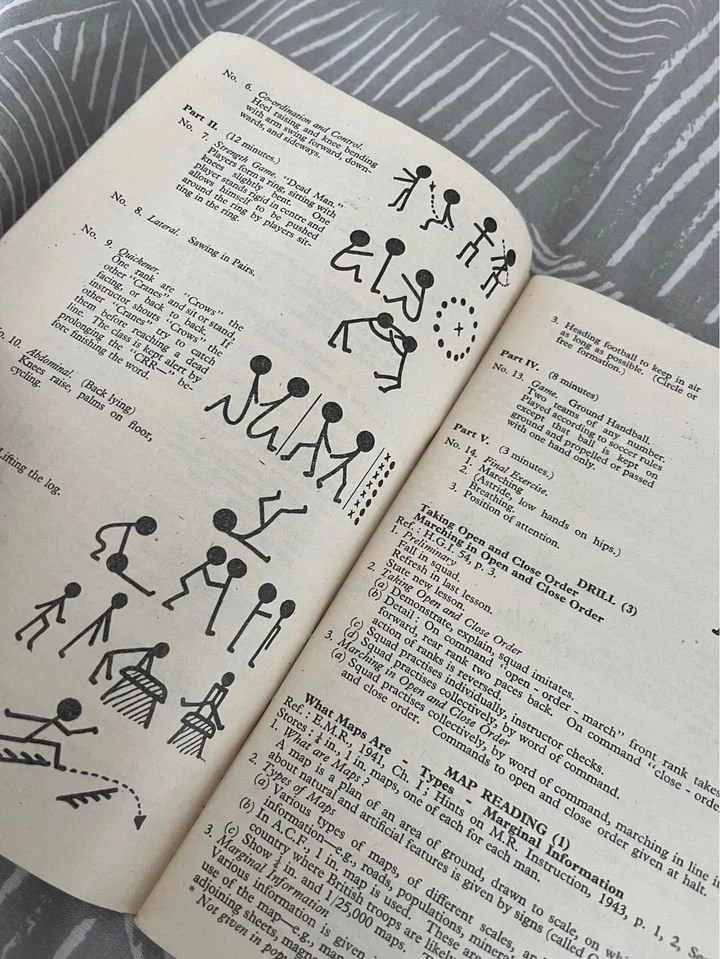 No. 6. Co-ordination and Control.
Heel raising and knee bending
with arm swing forward, down-
wards, and sideways.
Part II. (12 minutes.)
No. 7. Strength Game. "Dead Man."
Players form a ring, sitting with
knees slightly bent. One
player stands rigid in centre and
allows himself to be pushed
around the ring by players sit-
ting in the ring.
No. 8. Lateral. Sawing in Pairs.
No. 9. Quickener.
One rank are "Crows" the
other "Cranes" and sit or stand,
facing, or back to back. If
instructor shouts "Crows" the
other "Cranes" try to catch
them before reaching a dead
line. The class is kept alert by
prolonging the "CRR—" be-
fore finishing the word.
No. 10. Abdominal. (Back lying)
Knees raise, palms on floor,
cycling.
Lifting the log.
3. Heading football to keep in air
as long as possible. (Circle or
free formation.)
Part IV. (8 minutes)
No. 13. Game. Ground Handball.
Two teams of any number.
Played according to soccer rules
except that ball is kept on
ground and propelled or passed
with one hand only.
Part V. (3 minutes.)
No. 14. Final Exercise.
1. Marching
2. (Astride, low hands on hips.)
Breathing.
3. Position of attention.
DRILL (3)
Taking Open and Close Order
Marching in Open and Close Order
Ref.: H.G.I. 54, p. 3.
1. Preliminary
Fall in squad.
Refresh in last lesson.
State new lesson.
2. Taking Open and Close Order
(a) Demonstrate, explain, squad imitates.
(b) Detail: On command "open - order - march" front rank takes
forward, rear rank two paces back. On command "close - orde
action of ranks is reversed.
(c) Squad practises individually, instructor checks.
(d) Squad practises collectively, by word of command.
3. Marching in Open and Close Order
(a) Squad practises collectively, by word of command, marching in line in
and close order. Commands to open and close order given at halt.
MAP READING (1)
What Maps Are - Types - Marginal Information
Ref.: E.M.R., 1941, Ch. I; Hints on M.R. Instruction, 1943, p. 1, 2, Se
Stores: ¼ in., 1 in. maps, one of each for each man.
1. What are Maps?
A map is a plan of an area of ground, drawn to scale, on whi
about natural and artificial features is given by signs (called C
2. Types of Maps
(a) Various types of maps, of different scales, an
information—e.g., roads, populations, mineral
(b) In A.C.F., 1 in. map is used. These are
country where British troops are likely
(c) Show ¼ in. and 1/25,000 maps.
3. Marginal Information
Various information is given
use of the map—e.g., mar
adjoining sheets, magne
* Not given in pop